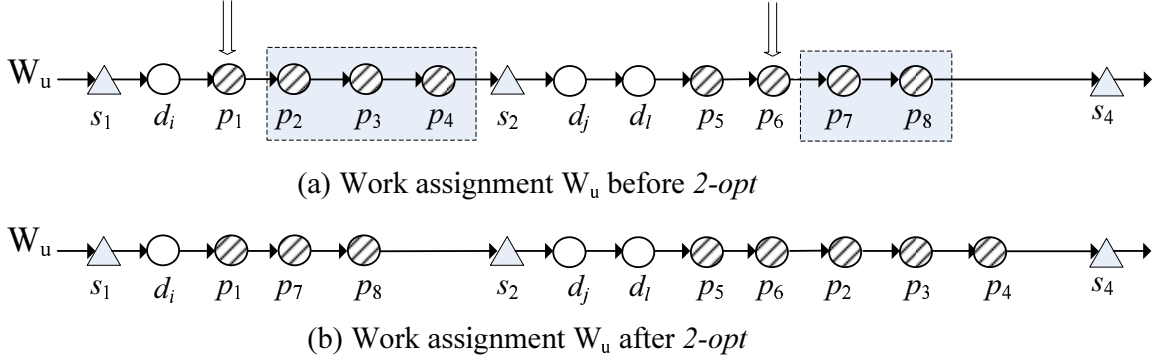 W_u s_1 d_i p_1 p_2 p_3 p_4 s_2 d_j d_l p_5 p_6 p_7 p_8 s_4
(a) Work assignment W_u before 2-opt
W_u s_1 d_i p_1 p_7 p_8 s_2 d_j d_l p_5 p_6 p_2 p_3 p_4 s_4
(b) Work assignment W_u after 2-opt